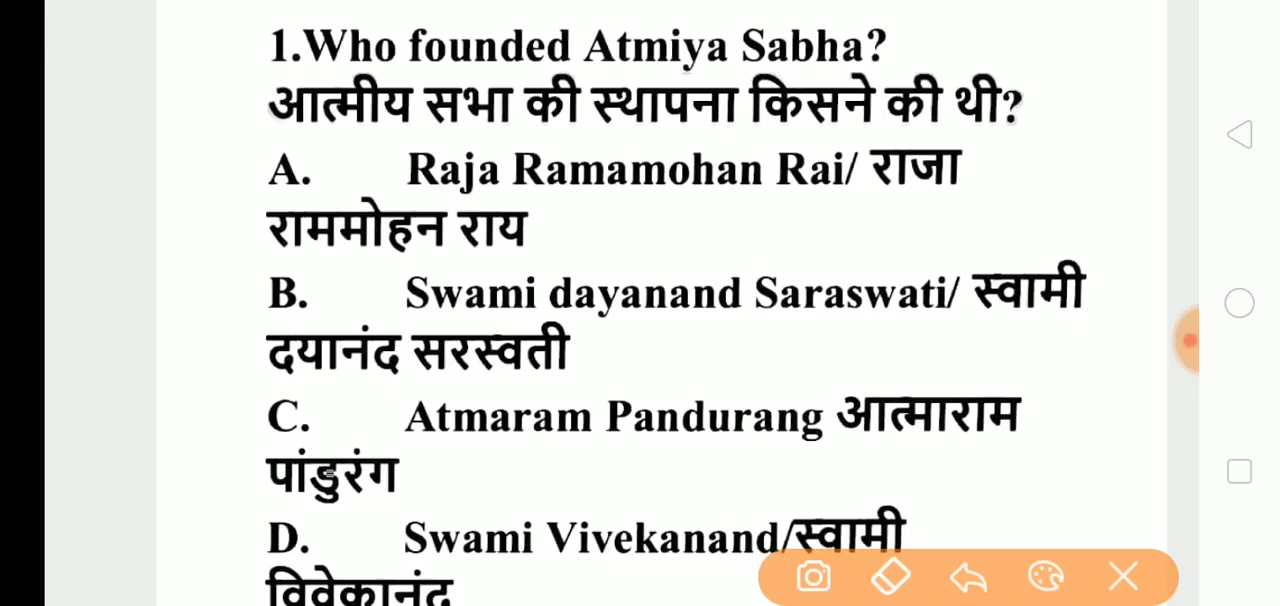 1.Who founded Atmiya Sabha?
आत्मीय सभा की स्थापना किसने की थी?
A. Raja Ramamohan Rai/ राजा
राममोहन राय
B. Swami dayanand Saraswati/ स्वामी
दयानंद सरस्वती
C. Atmaram Pandurang आत्माराम
पांडुरंग
D. Swami Vivekanand/स्वामी
विवेकानंद